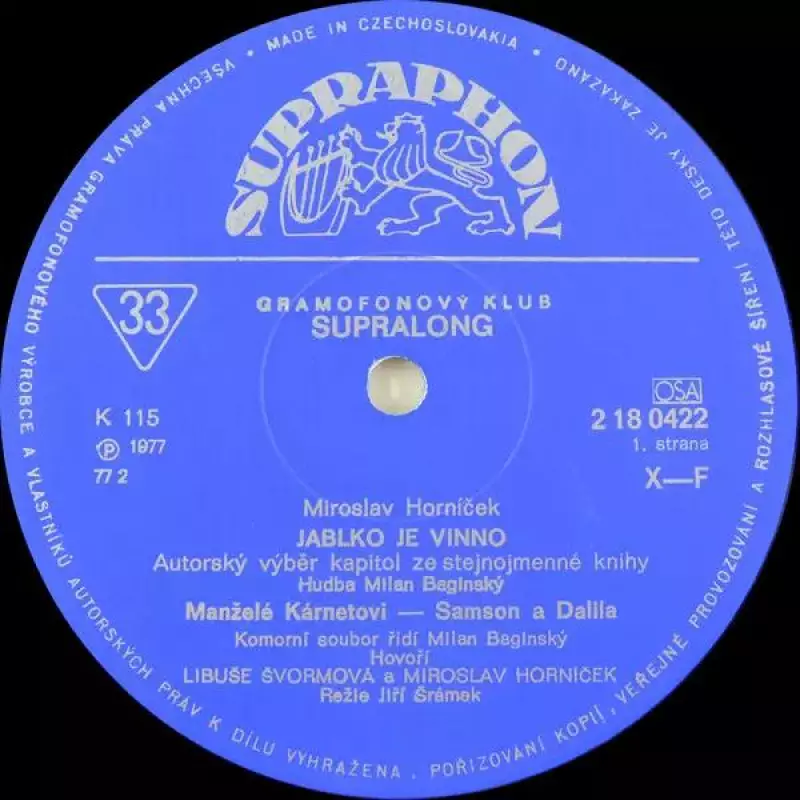 • MADE IN CZECHOSLOVAKIA •
SUPRAPHON
33
GRAMOFONOVÝ KLUB
SUPRALONG
K 115
Ⓟ 1977
77 2
OSA
2 18 0422
1. strana
X—F
Miroslav Horníček
JABLKO JE VINNO
Autorský výběr kapitol ze stejnojmenné knihy
Hudba Milan Baginský
Manželé Kárnetovi — Samson a Dalila
Komorní soubor řídí Milan Baginský
Hovoří
LIBUŠE ŠVORMOVÁ a MIROSLAV HORNÍČEK
Režie Jiří Šrámek
VŠECHNA PRÁVA GRAMOFONOVÉHO VÝROBCE A VLASTNÍKŮ AUTORSKÝCH PRÁV K DÍLU VYHRAŽENA. POŘIZOVÁNÍ KOPIÍ, VEŘEJNÉ PROVOZOVÁNÍ A ROZHLASOVÉ ŠÍŘENÍ TÉTO DESKY JE ZAKÁZÁNO